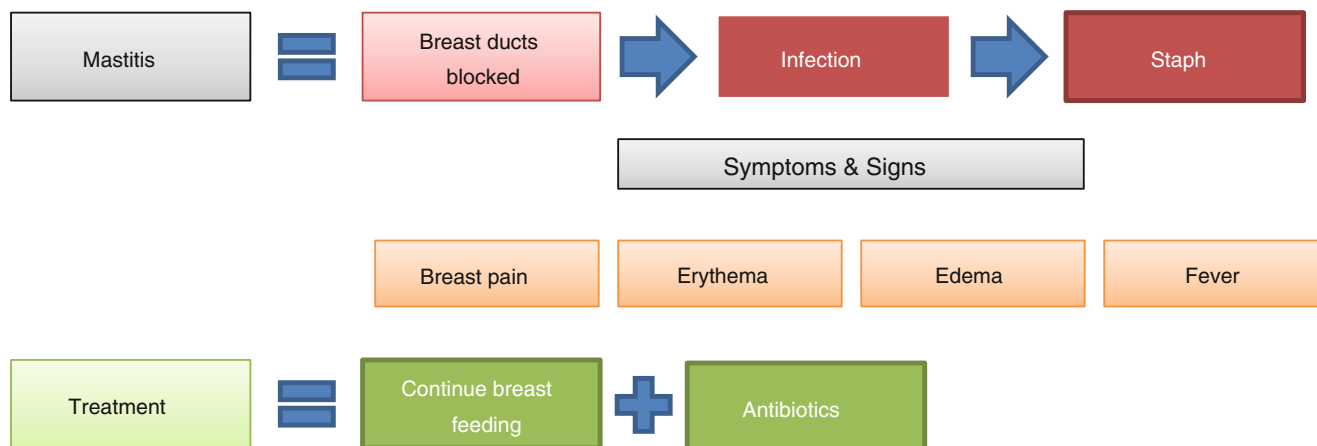 Mastitis
Breast ducts
blocked
Infection
Staph
Symptoms & Signs
Breast pain
Erythema
Edema
Fever
Treatment
Continue breast
feeding
Antibiotics